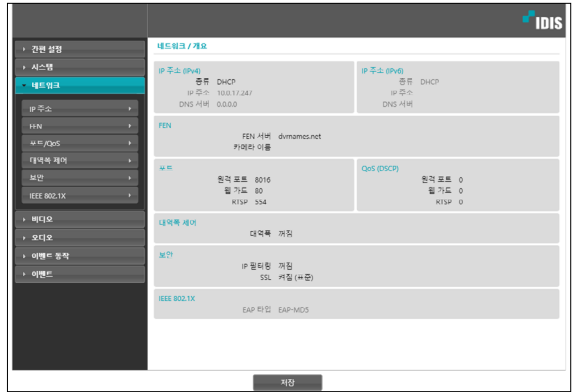 IDIS
간편 설정
시스템
네트워크
IP 주소
FEN
포트/QoS
대역폭 제어
보안
IEEE 802.1X
비디오
오디오
이벤트 동작
이벤트
네트워크 / 개요
IP 주소 (IPv4)
종류 DHCP
IP 주소 10.0.17.247
DNS 서버 0.0.0.0
IP 주소 (IPv6)
종류 DHCP
IP 주소
DNS 서버
FEN
FEN 서버 dvrnames.net
카메라 이름
포트
원격 포트 8016
웹 가드 80
RTSP 554
QoS (DSCP)
원격 포트 0
웹 가드 0
RTSP 0
대역폭 제어
대역폭 꺼짐
보안
IP 필터링 꺼짐
SSL 켜짐 (표준)
IEEE 802.1X
EAP 타입 EAP-MD5
저장